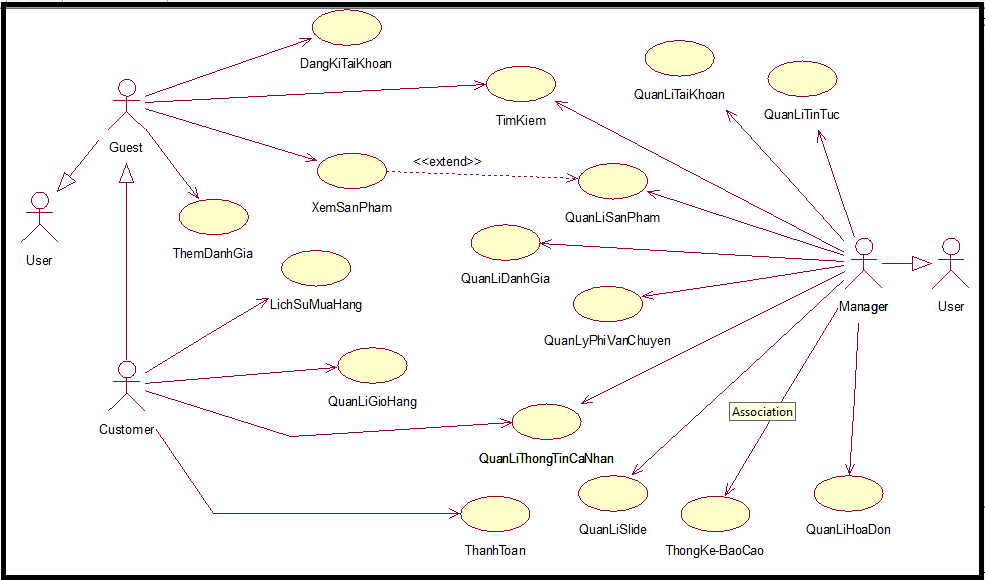 DangKiTaiKhoan
QuanLiTaiKhoan
QuanLiTinTuc
TimKiem
Guest
<<extend>>
XemSanPham
QuanLiSanPham
User
ThemDanhGia
QuanLiDanhGia
LichSuMuaHang
Manager
User
QuanLyPhiVanChuyen
QuanLiGioHang
Association
Customer
QuanLiThongTinCaNhan
QuanLiSlide
QuanLiHoaDon
ThanhToan
ThongKe-BaoCao